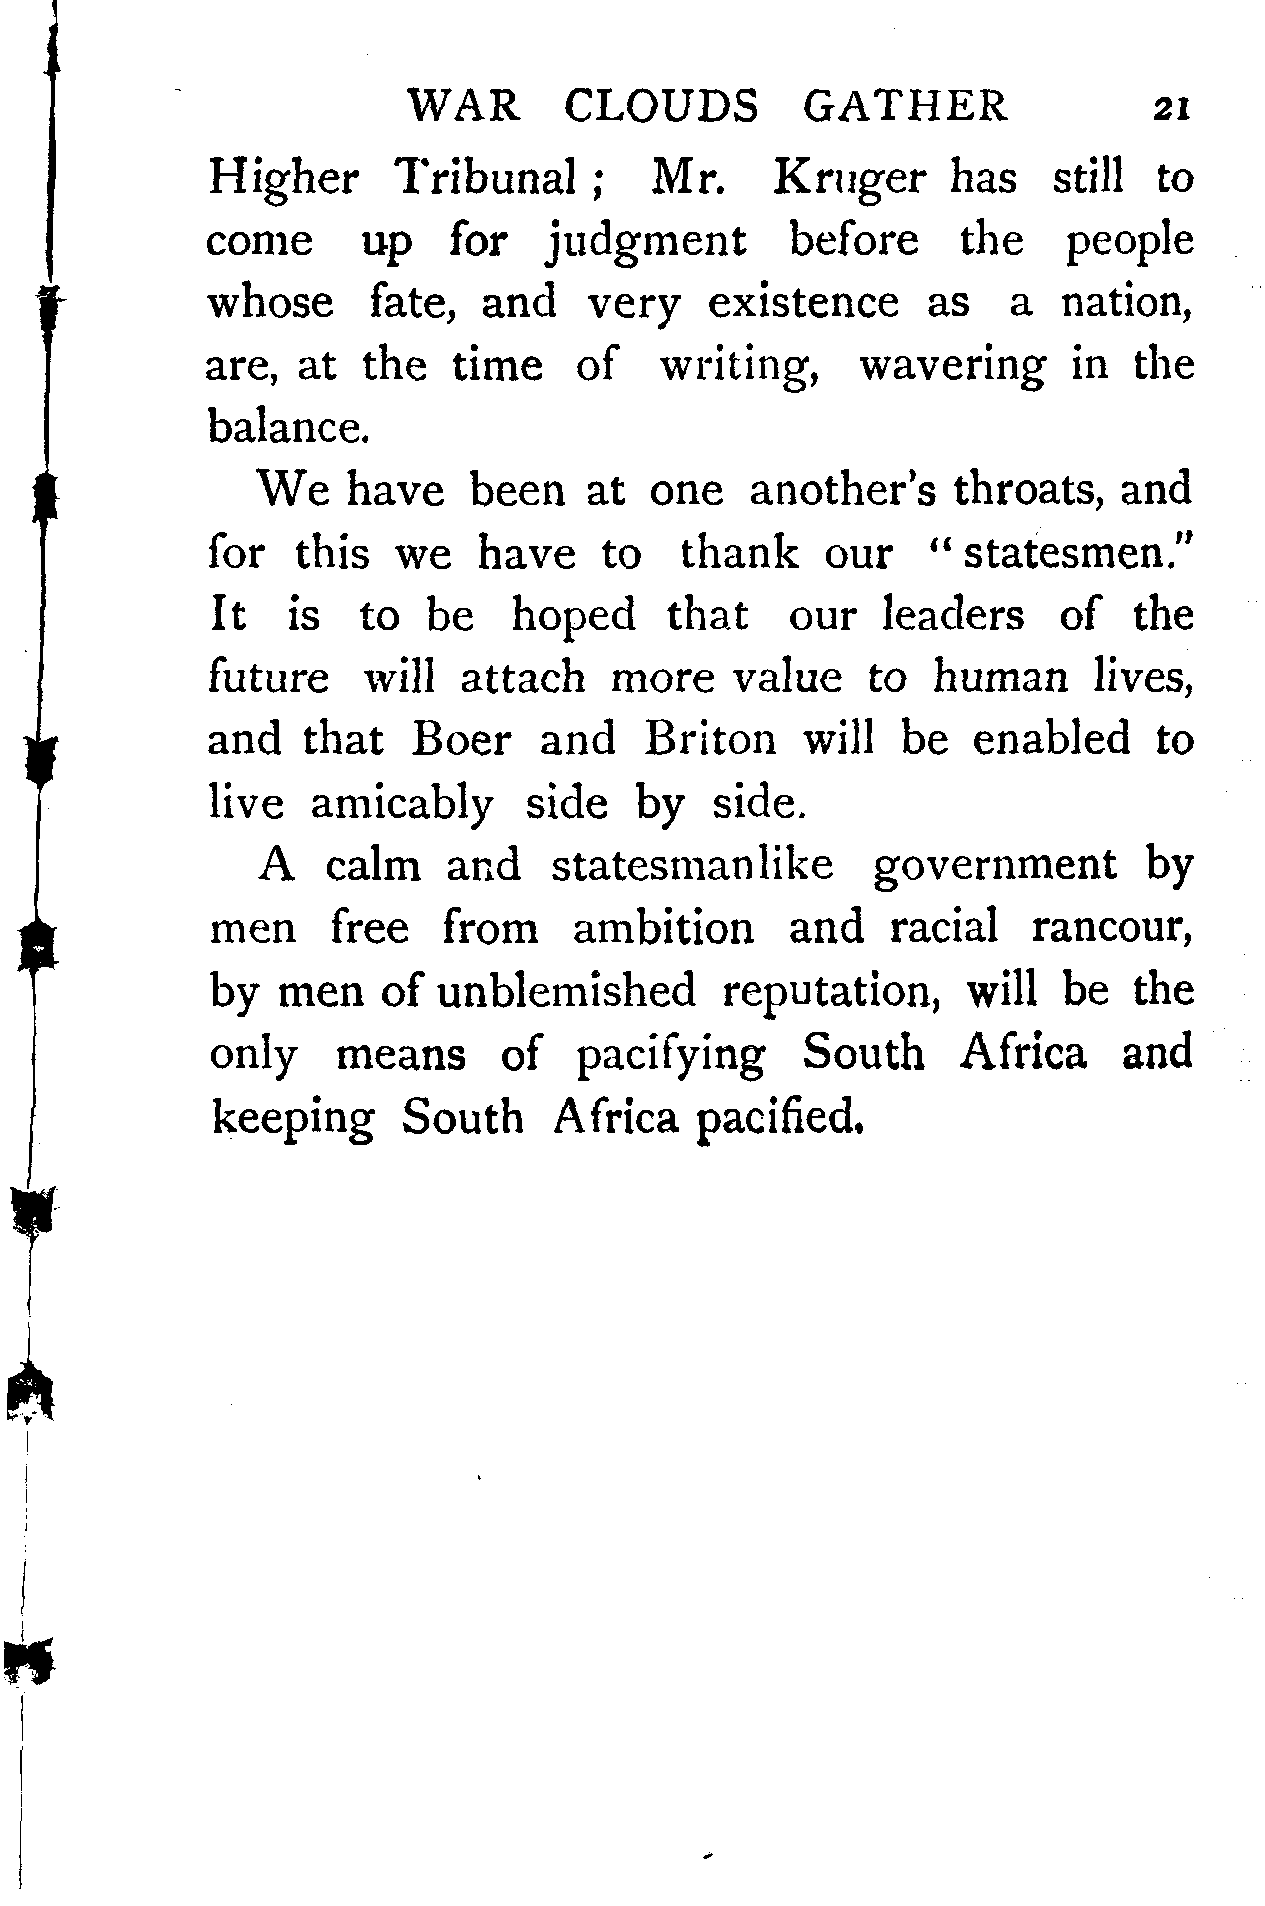 WAR CLOUDS GATHER 21
Higher Tribunal ; Mr. Kruger has still to
come up for judgment before the people
whose fate, and very existence as a nation,
are, at the time of writing, wavering in the
balance.
We have been at one another's throats, and
for this we have to thank our “ statesmen.”
It is to be hoped that our leaders of the
future will attach more value to human lives,
and that Boer and Briton will be enabled to
live amicably side by side.
A calm and statesmanlike government by
men free from ambition and racial rancour,
by men of unblemished reputation, will be the
only means of pacifying South Africa and
keeping South Africa pacified.